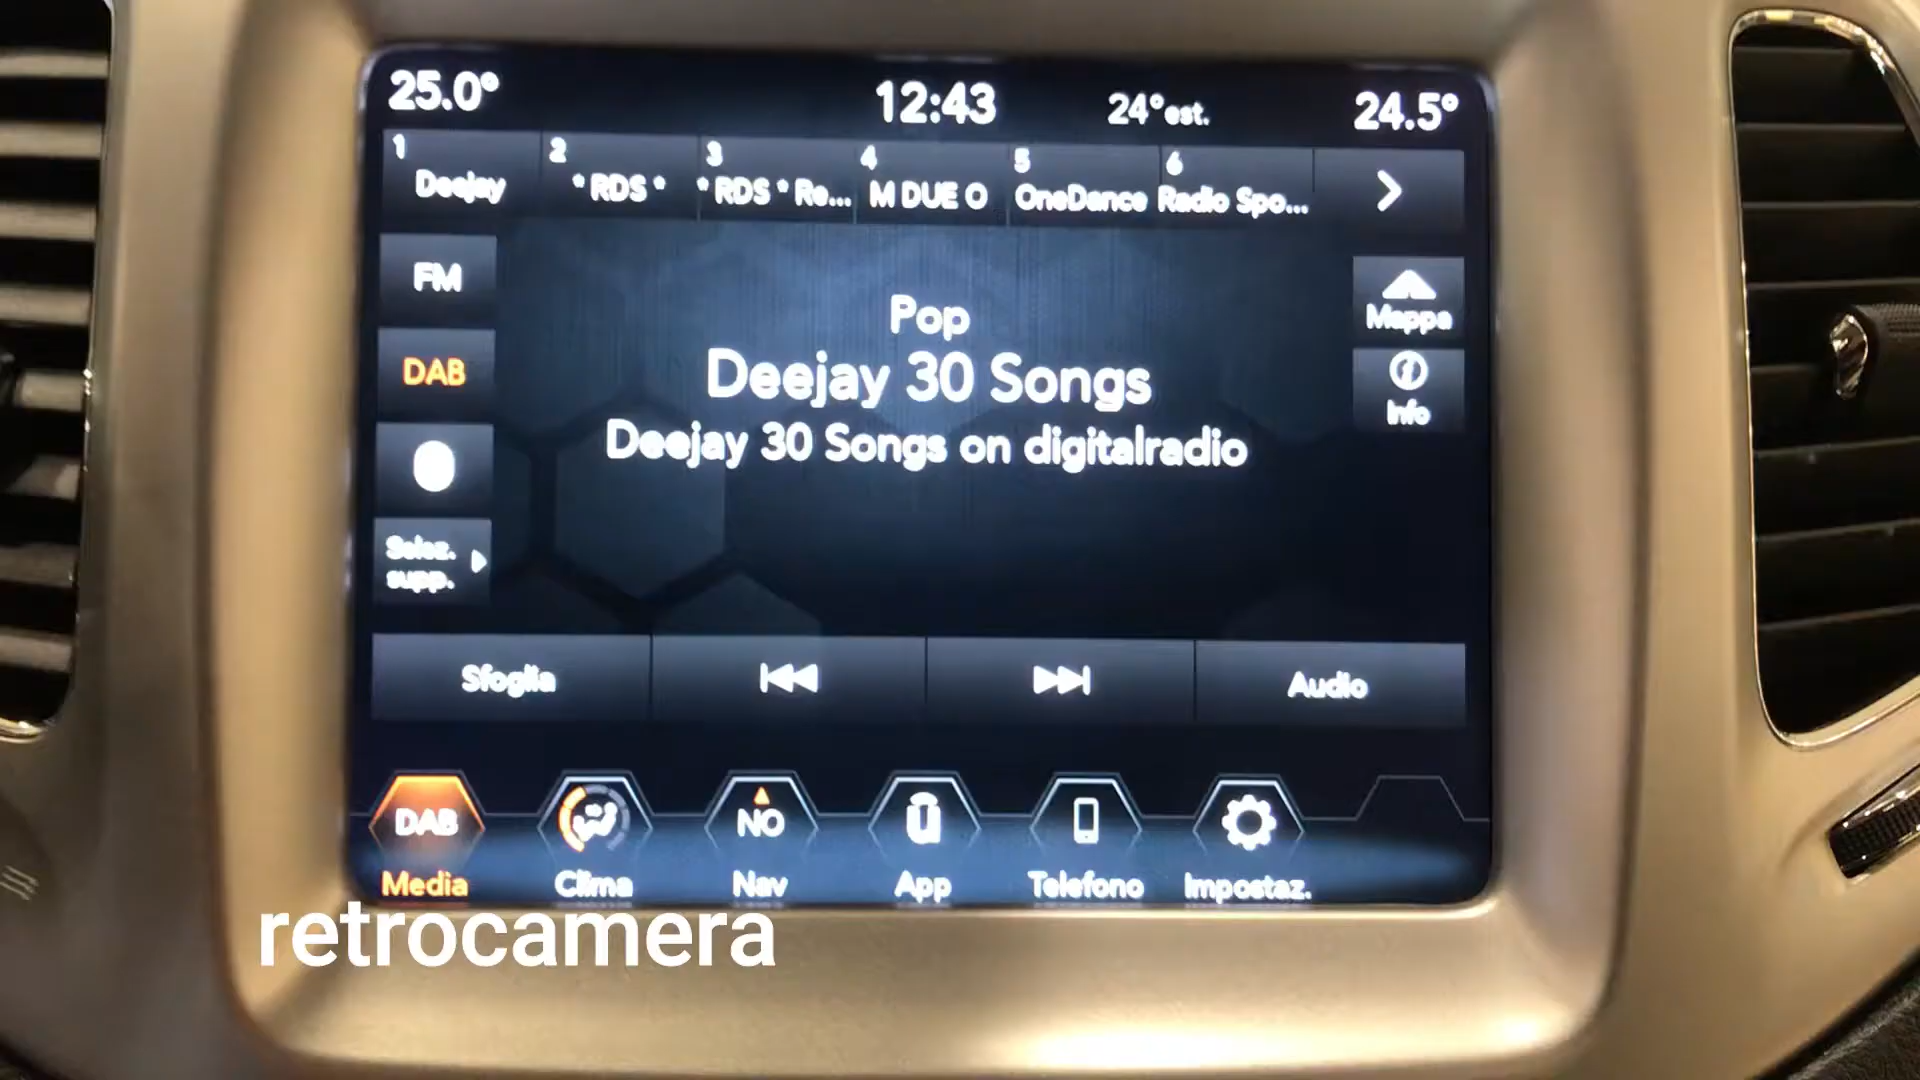 25.0° 12:43 24°est. 24.5°
1 2 3 4 5 6
Deejay * RDS * * RDS * Re... M DUE O OneDance Radio Spo...
FM
DAB
Selez.
supp.
Pop
Deejay 30 Songs
Deejay 30 Songs on digitalradio
Mappa
Info
Sfoglia Audio
DAB NO
Media Clima Nav App Telefono Impostaz.
retrocamera